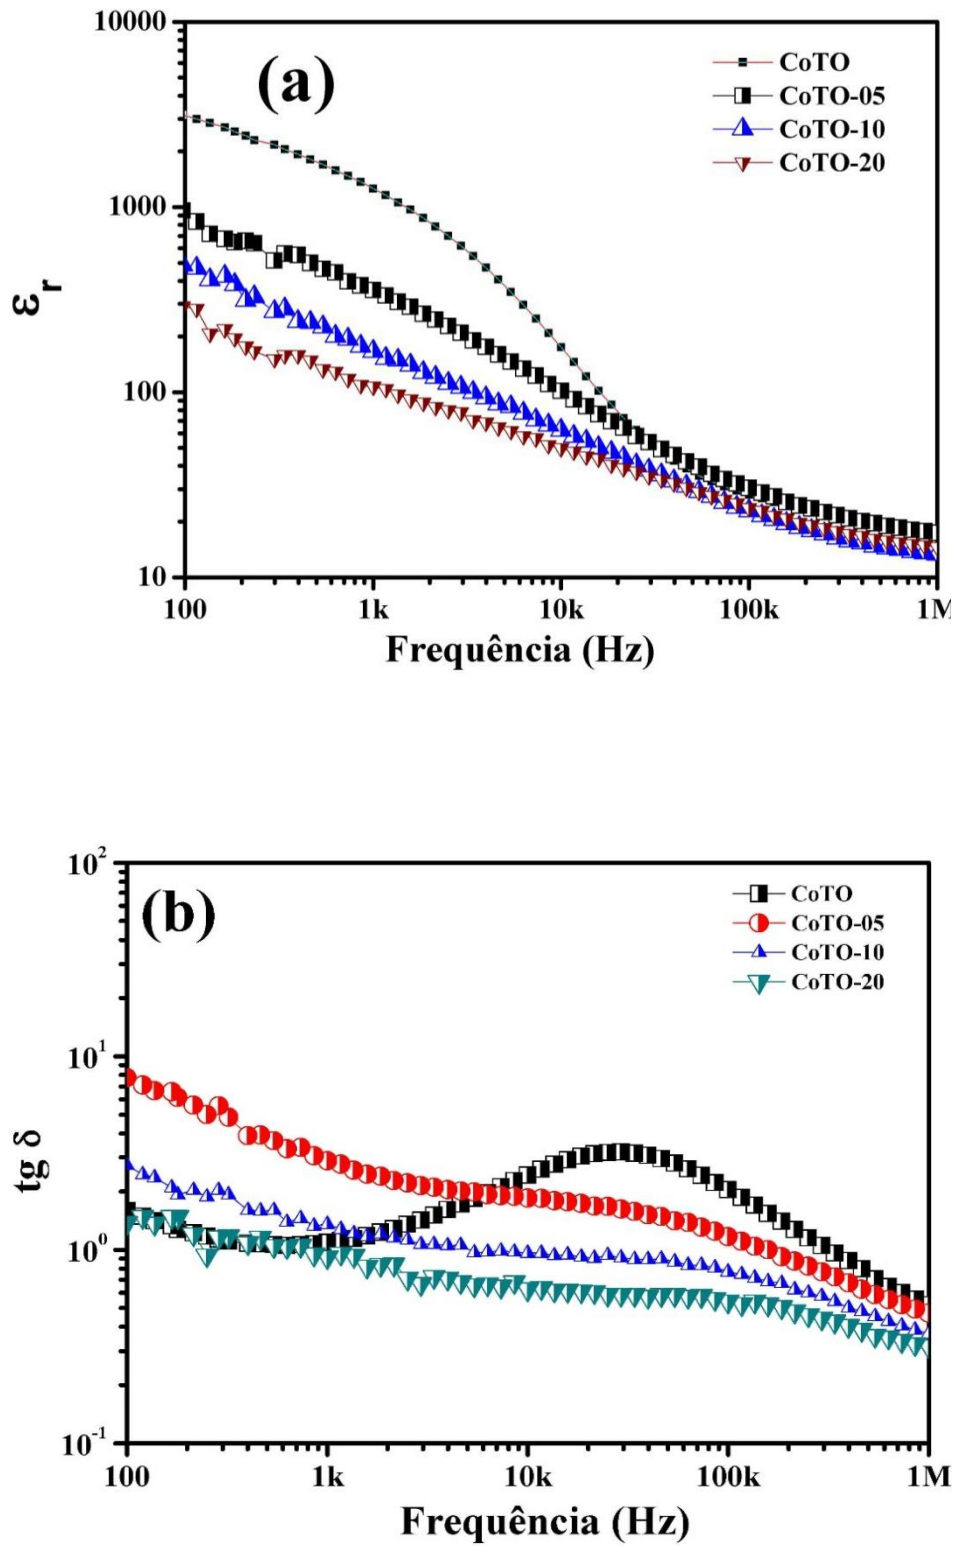 10000
(a)
CoTO
CoTO-05
CoTO-10
CoTO-20
1000
εr
100
10
100 1k 10k 100k 1M
Frequência (Hz)
10²
(b)
CoTO
CoTO-05
CoTO-10
CoTO-20
10¹
tg δ
10⁰
10⁻¹
100 1k 10k 100k 1M
Frequência (Hz)